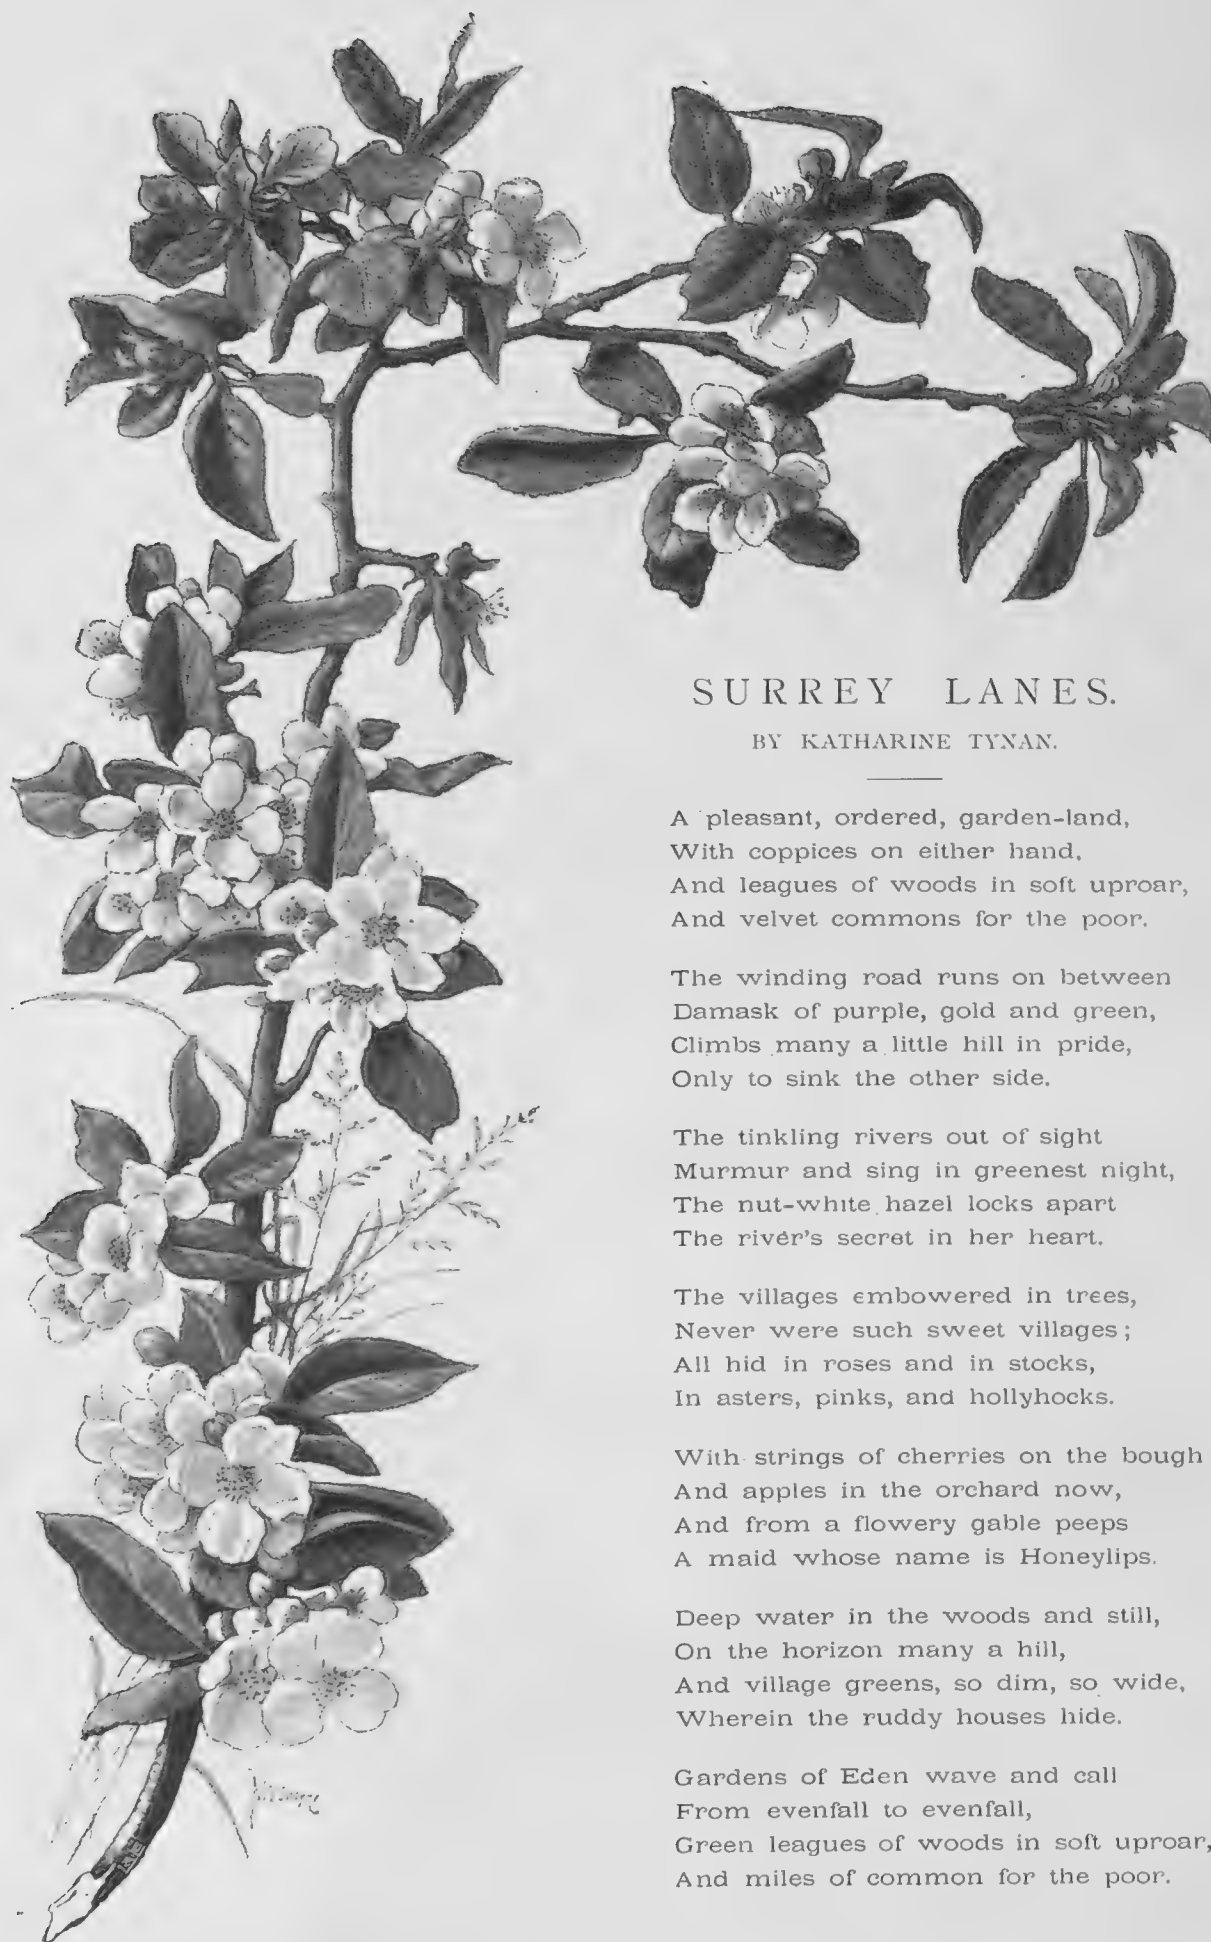 SURREY LANES.
BY KATHARINE TYNAN.
A pleasant, ordered, garden-land,
With coppices on either hand,
And leagues of woods in soft uproar,
And velvet commons for the poor.
The winding road runs on between
Damask of purple, gold and green,
Climbs many a little hill in pride,
Only to sink the other side.
The tinkling rivers out of sight
Murmur and sing in greenest night,
The nut-white hazel locks apart
The river's secret in her heart.
The villages embowered in trees,
Never were such sweet villages;
All hid in roses and in stocks,
In asters, pinks, and hollyhocks.
With strings of cherries on the bough
And apples in the orchard now,
And from a flowery gable peeps
A maid whose name is Honeylips.
Deep water in the woods and still,
On the horizon many a hill,
And village greens, so dim, so wide,
Wherein the ruddy houses hide.
Gardens of Eden wave and call
From evenfall to evenfall,
Green leagues of woods in soft uproar,
And miles of common for the poor.